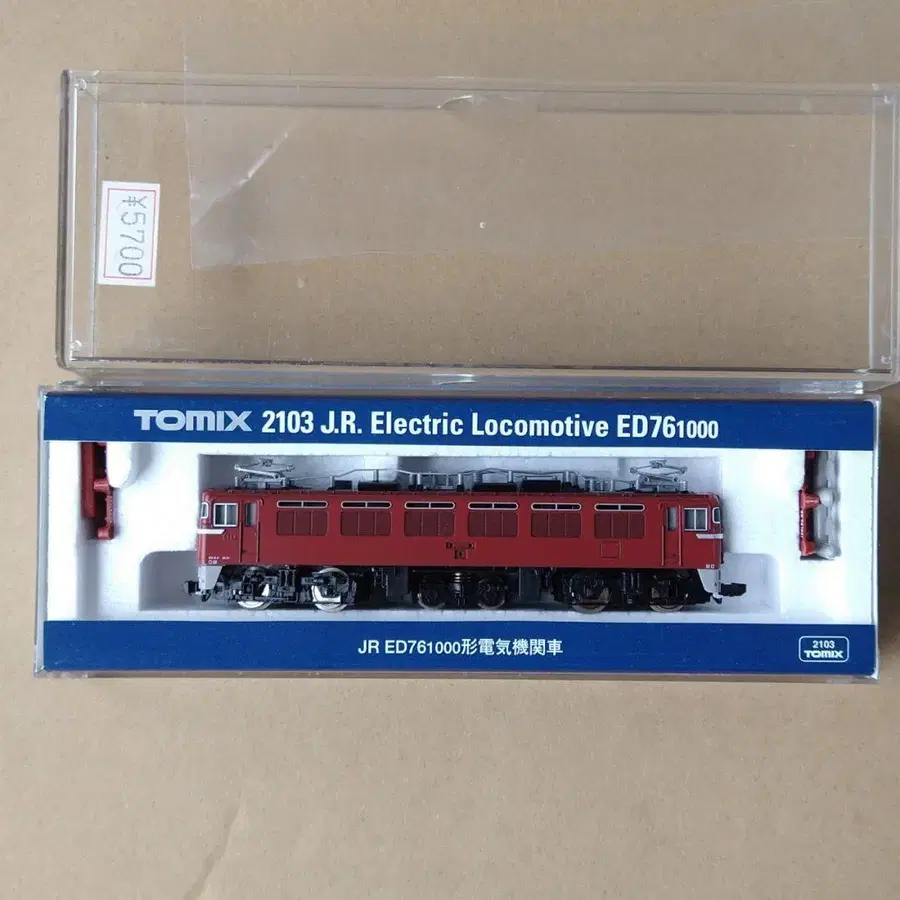 ¥5700
TOMIX 2103 J.R. Electric Locomotive ED761000
JR ED761000形電気機関車
2103
TOMIX